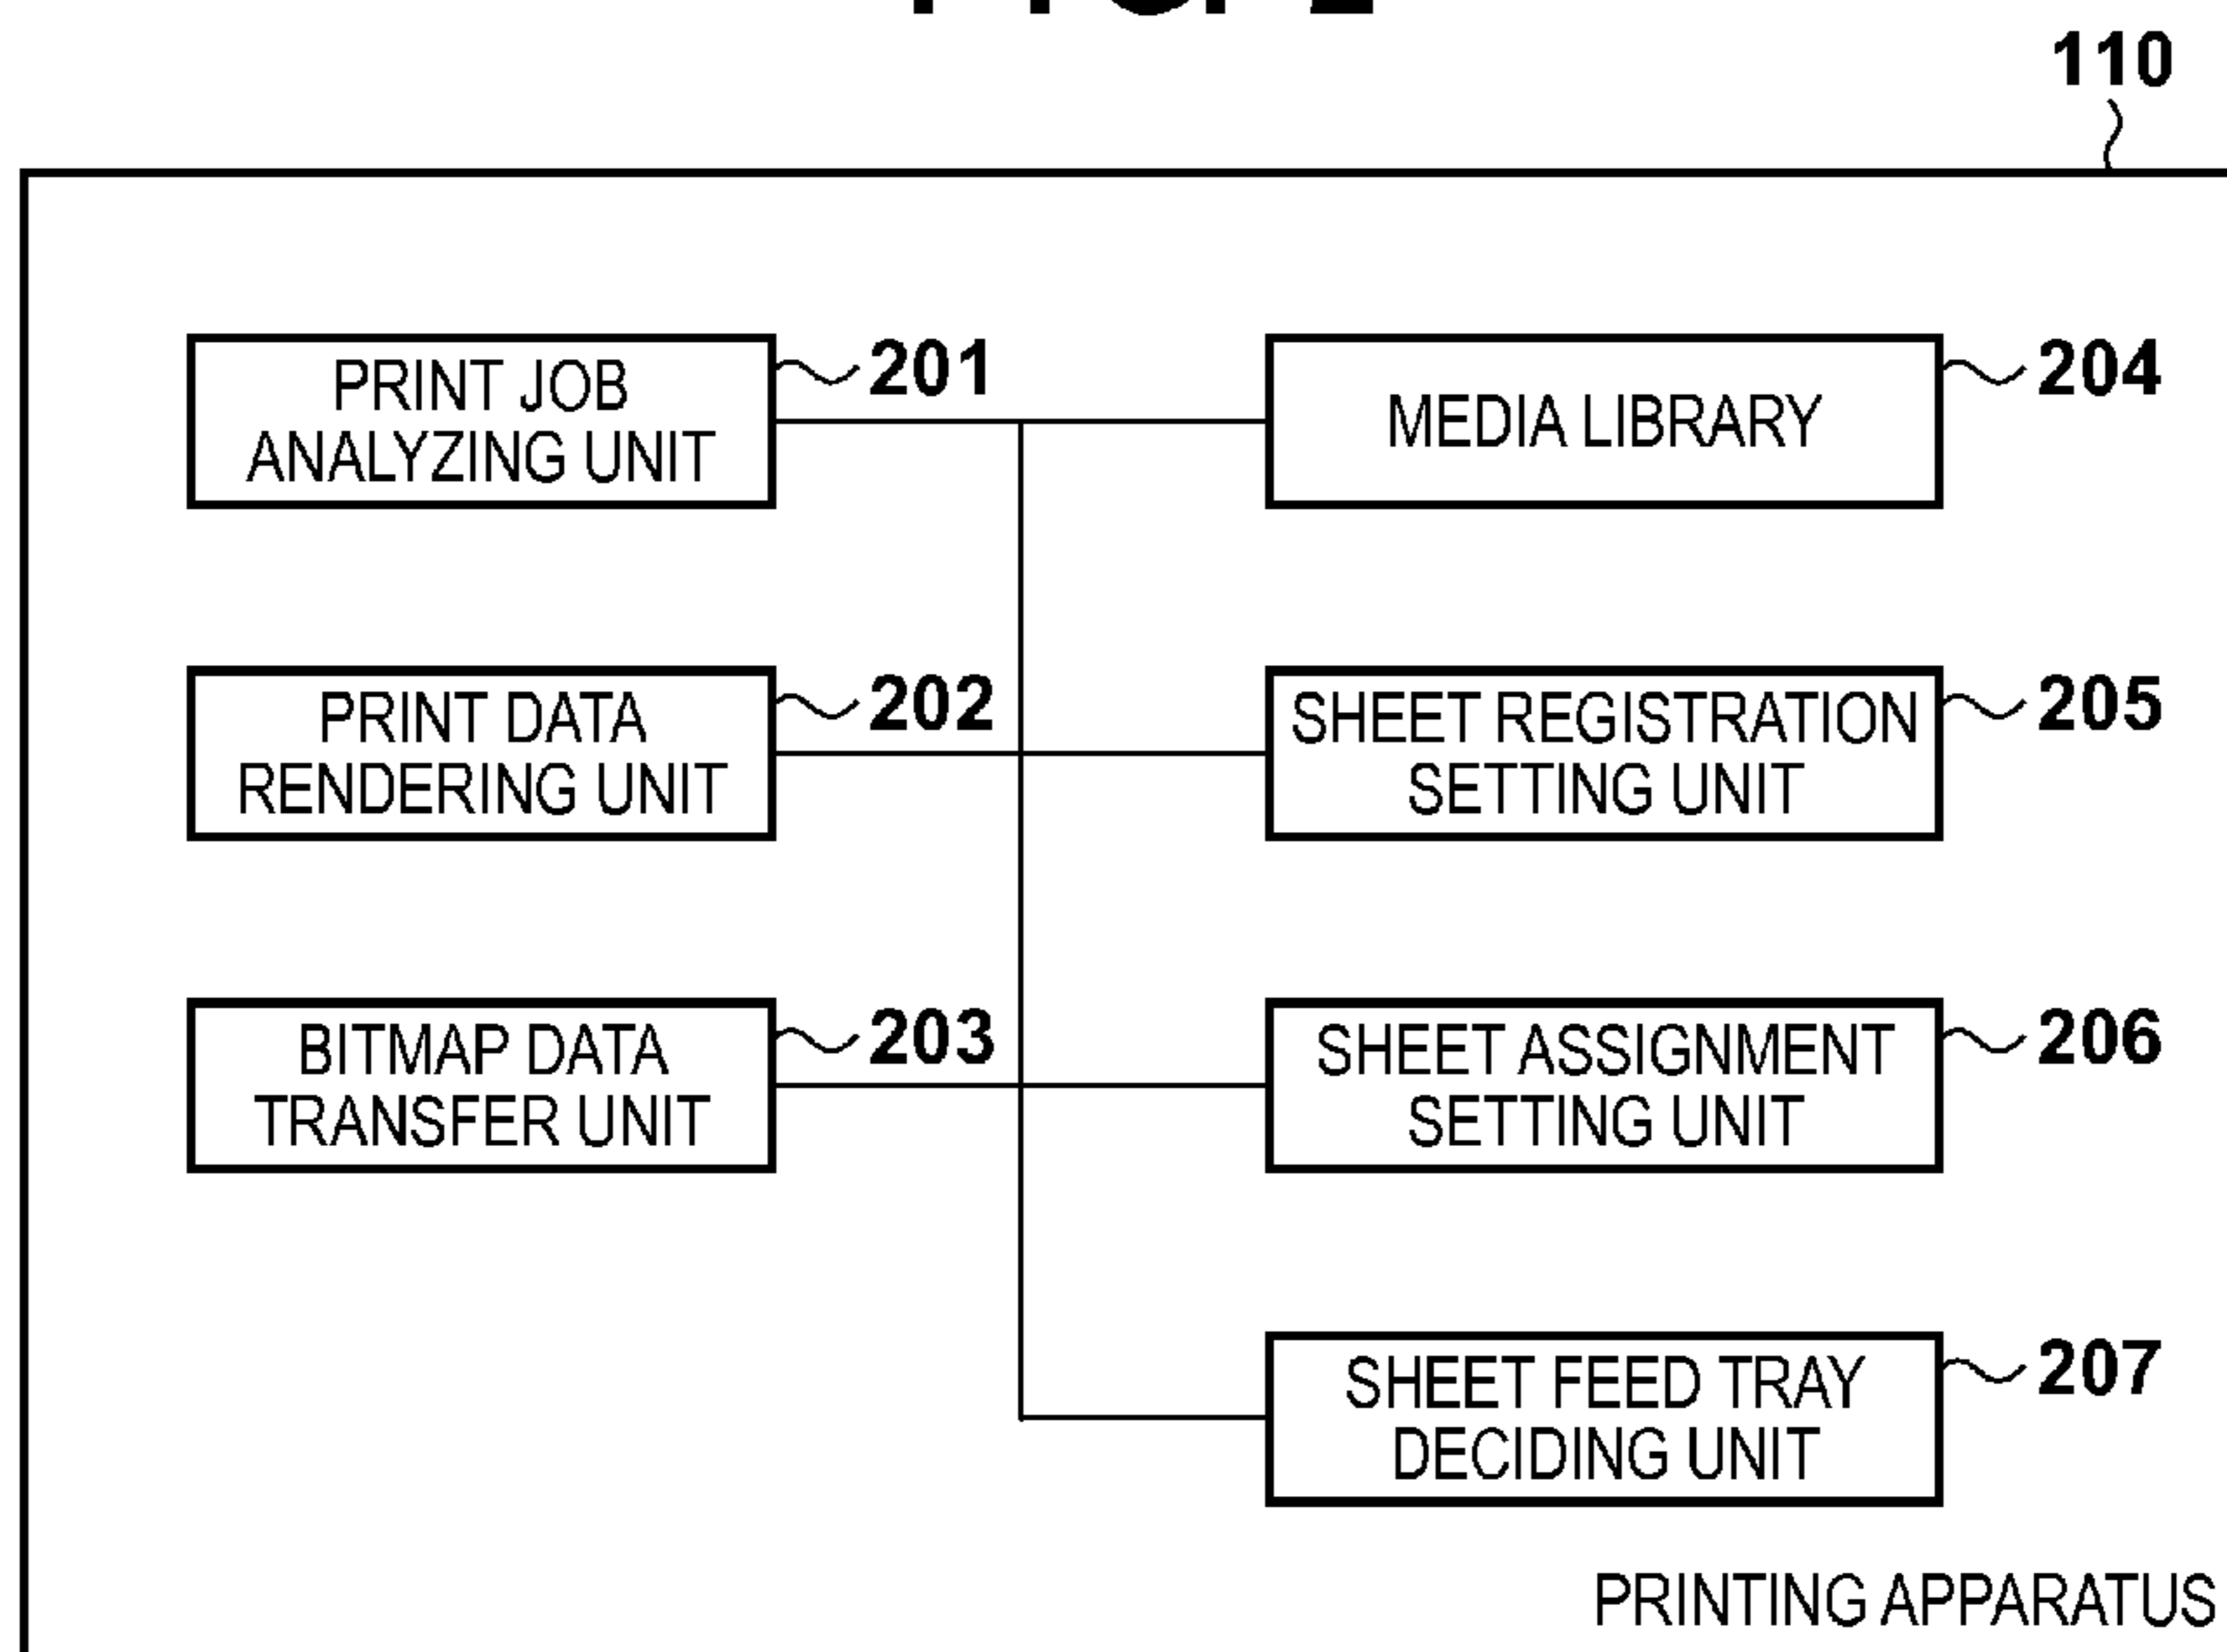 110
PRINT JOB
ANALYZING UNIT
201
MEDIA LIBRARY
204
PRINT DATA
RENDERING UNIT
202
SHEET REGISTRATION
SETTING UNIT
205
BITMAP DATA
TRANSFER UNIT
203
SHEET ASSIGNMENT
SETTING UNIT
206
SHEET FEED TRAY
DECIDING UNIT
207
PRINTING APPARATUS